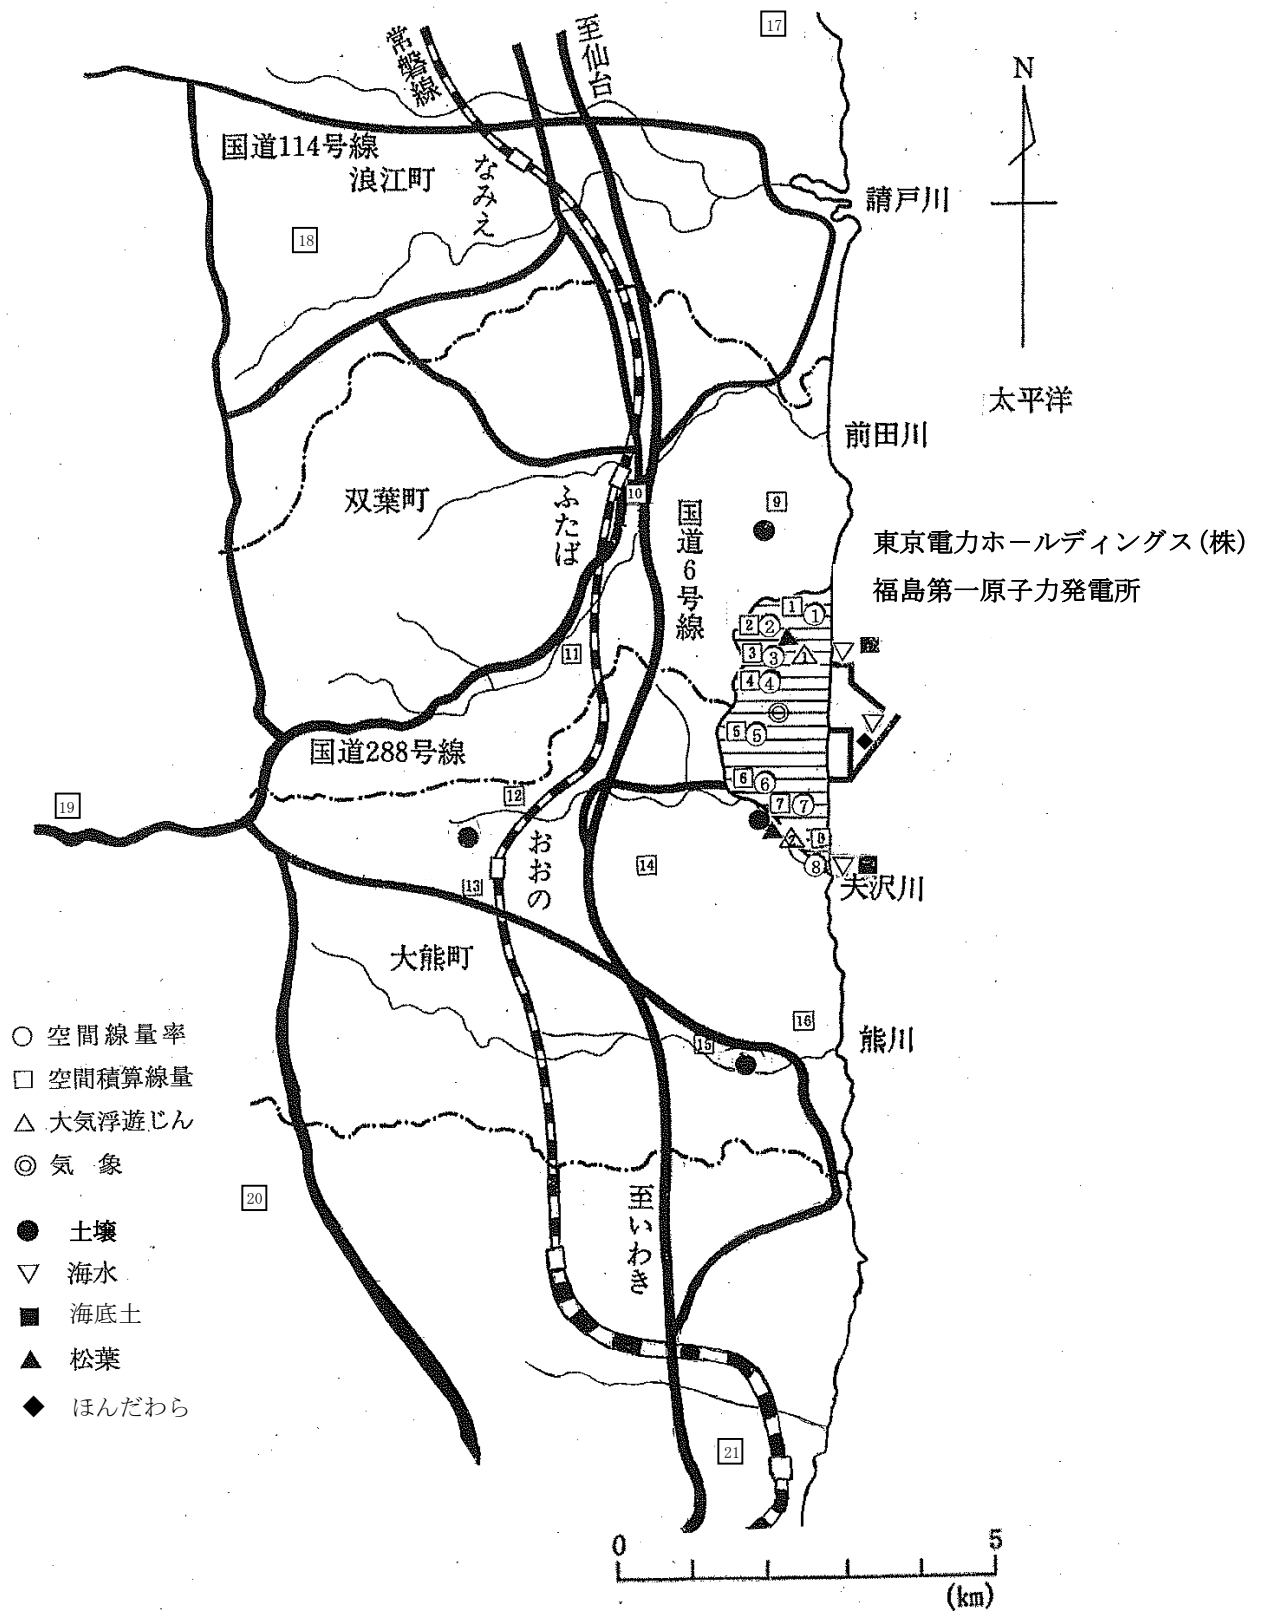 17
常磐線
至仙台
N
国道114号線
浪江町
なみえ
請戸川
18
太平洋
前田川
双葉町
ふたば
10
国道6号線
9
東京電力ホールディングス(株)
福島第一原子力発電所
1 ①
2 ②
3 ③ 1
4 ④
5 ⑤
6 ⑥
7 ⑦
2 8
⑧
11
国道288号線
19
12
おおの
13
14
夫沢川
大熊町
16
15
熊川
○ 空間線量率
□ 空間積算線量
△ 大気浮遊じん
◎ 気象
● 土壌
▽ 海水
■ 海底土
▲ 松葉
◆ ほんだわら
20
至いわき
21
0 5
(km)